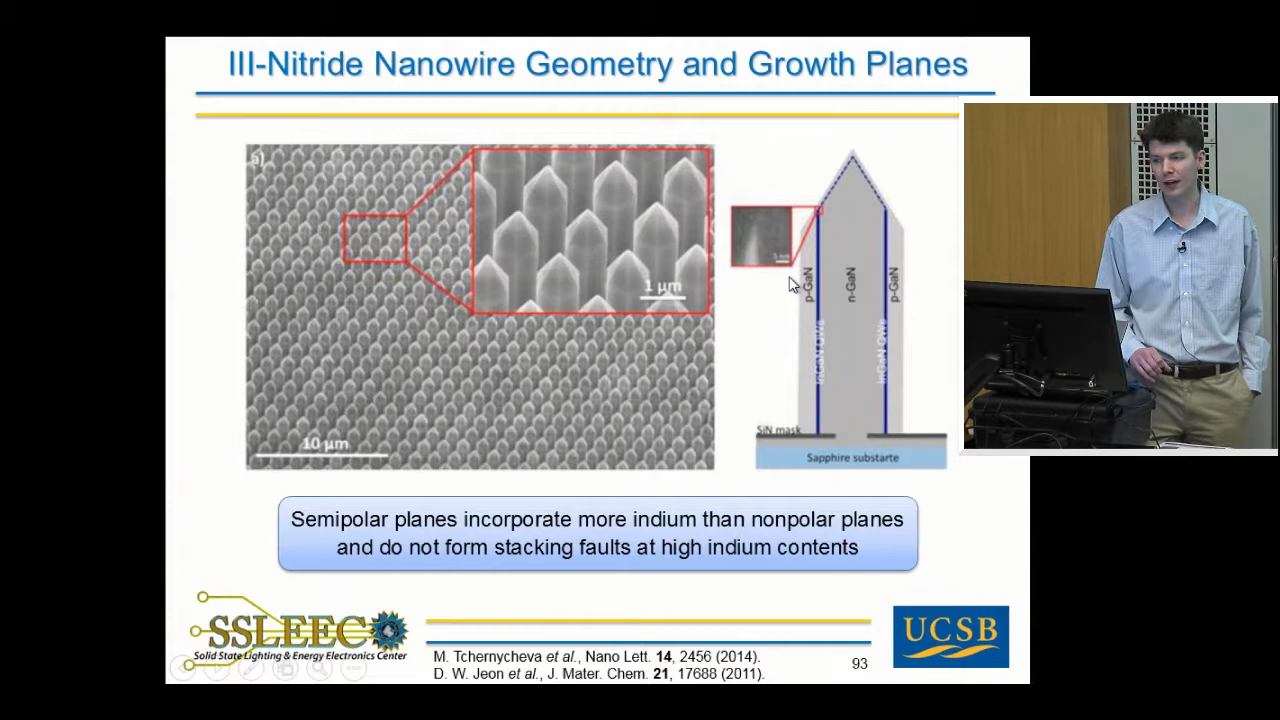 III-Nitride Nanowire Geometry and Growth Planes
a)
1 μm
10 μm
5 nm
p-GaN
n-GaN
p-GaN
InGaN QWs
InGaN QWs
SiN mask
Sapphire substarte
Semipolar planes incorporate more indium than nonpolar planes
and do not form stacking faults at high indium contents
SSLEEC
Solid State Lighting & Energy Electronics Center
M. Tchernycheva et al., Nano Lett. 14, 2456 (2014).
D. W. Jeon et al., J. Mater. Chem. 21, 17688 (2011).
93
UCSB